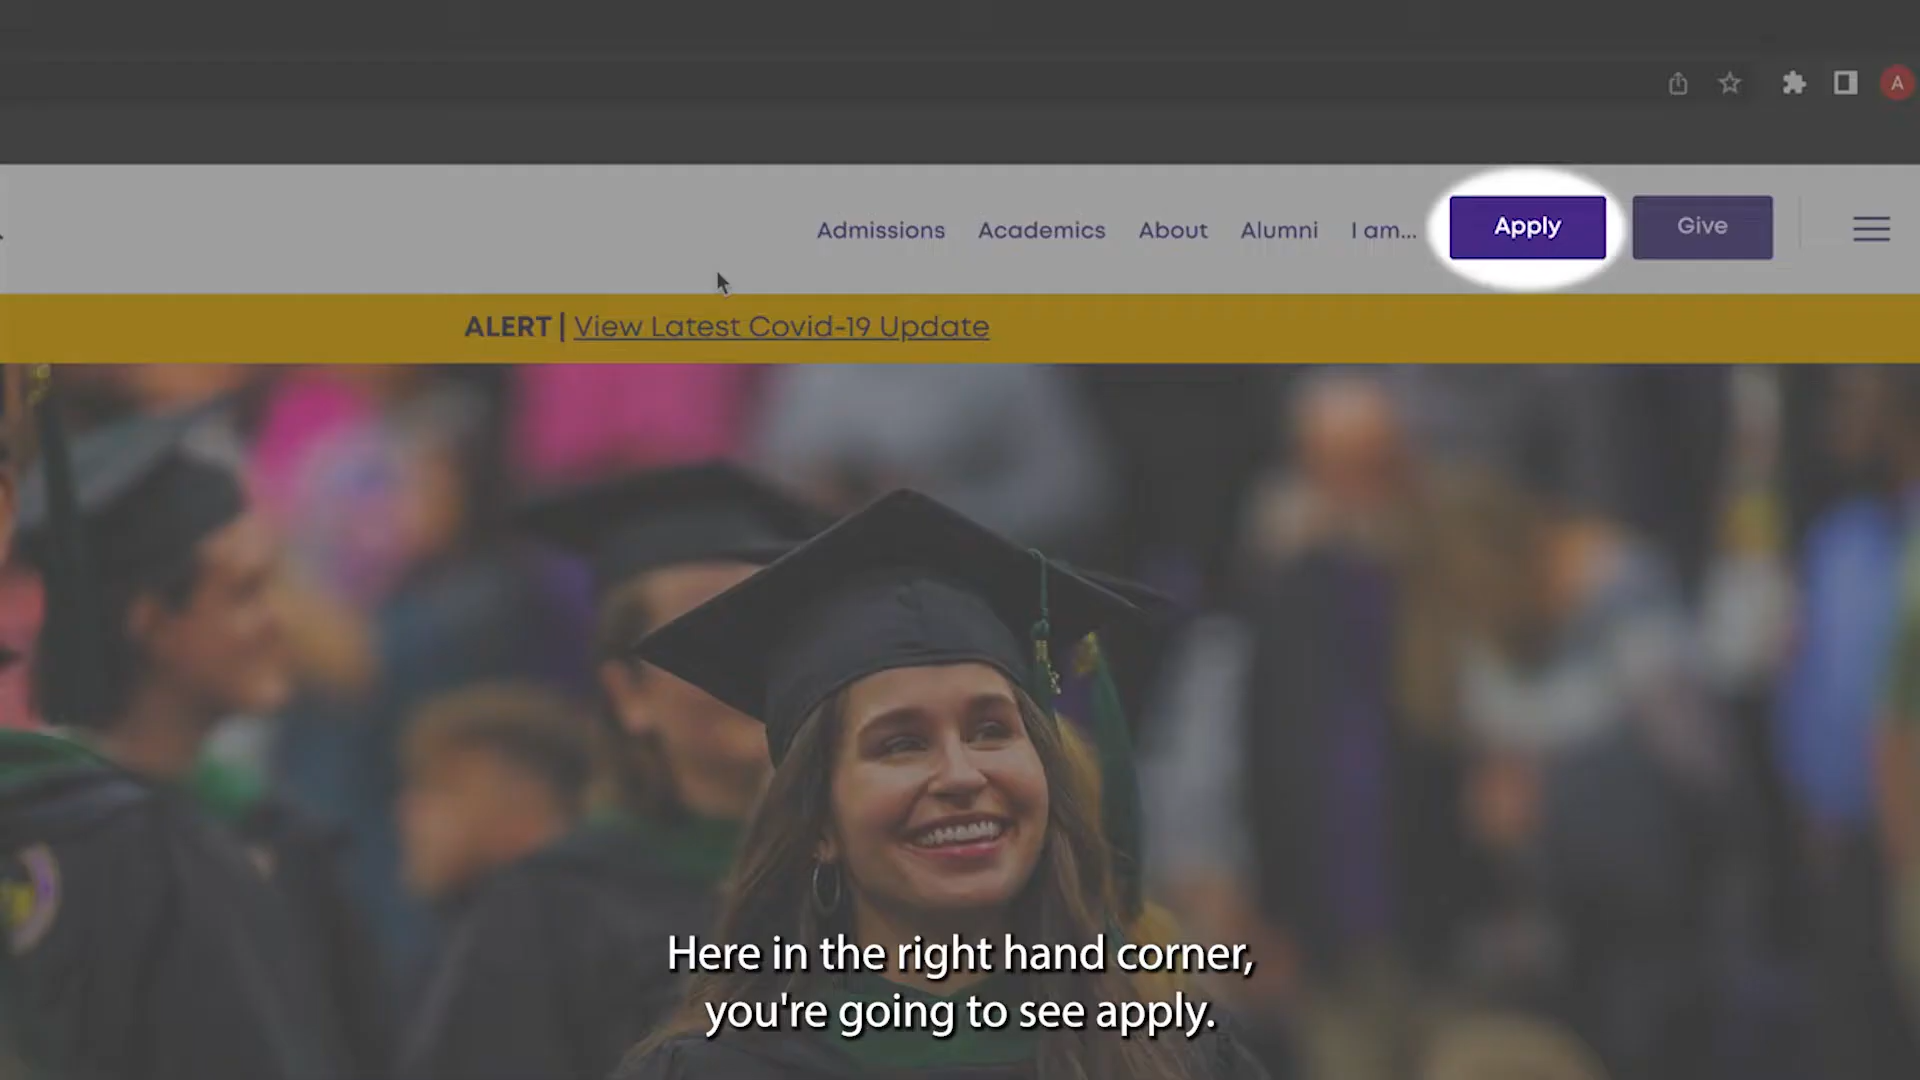 A
Admissions Academics About Alumni I am... Apply Give
ALERT | View Latest Covid-19 Update
Here in the right hand corner,
you're going to see apply.